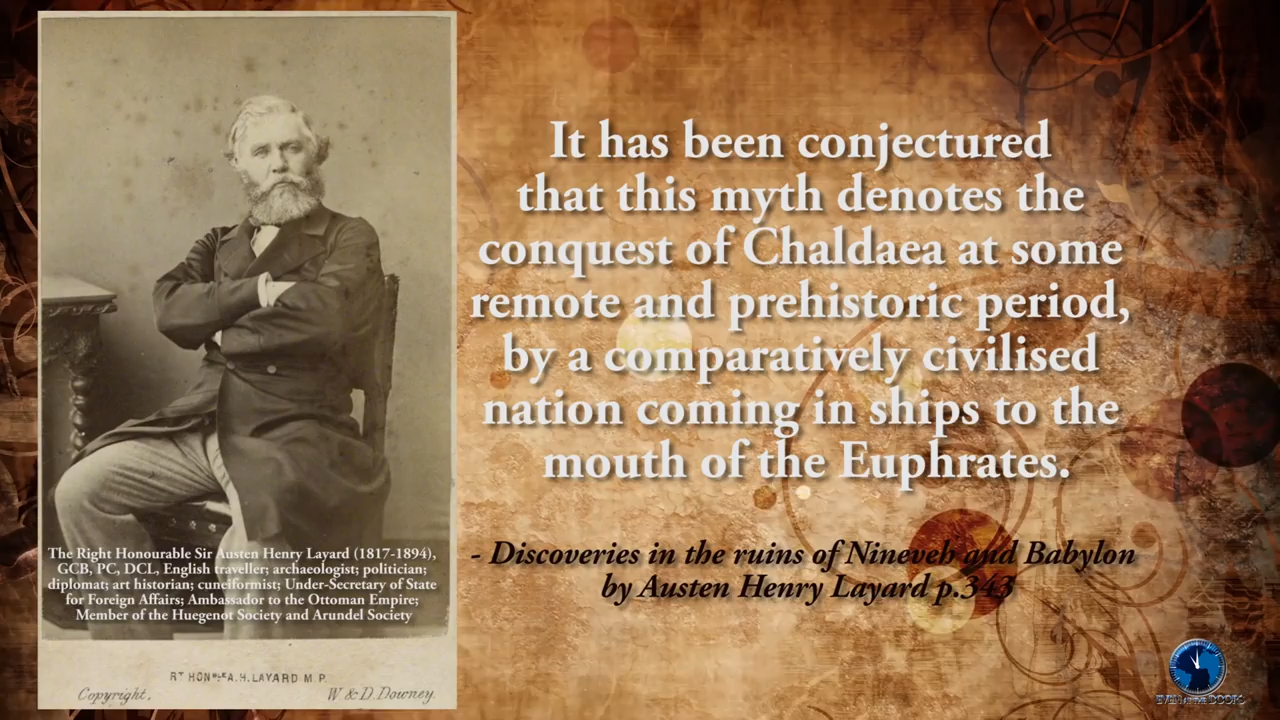 It has been conjectured
that this myth denotes the
conquest of Chaldaea at some
remote and prehistoric period,
by a comparatively civilised
nation coming in ships to the
mouth of the Euphrates.
- Discoveries in the ruins of Nineveh and Babylon
by Austen Henry Layard p.343
The Right Honourable Sir Austen Henry Layard (1817-1894),
GCB, PC, DCL, English traveller; archaeologist; politician;
diplomat; art historian; cuneiformist; Under-Secretary of State
for Foreign Affairs; Ambassador to the Ottoman Empire;
Member of the Huegenot Society and Arundel Society
RT HONBLE A.H. LAYARD M P.
Copyright. W & D. Downey.
EVEN AT THE DOORS